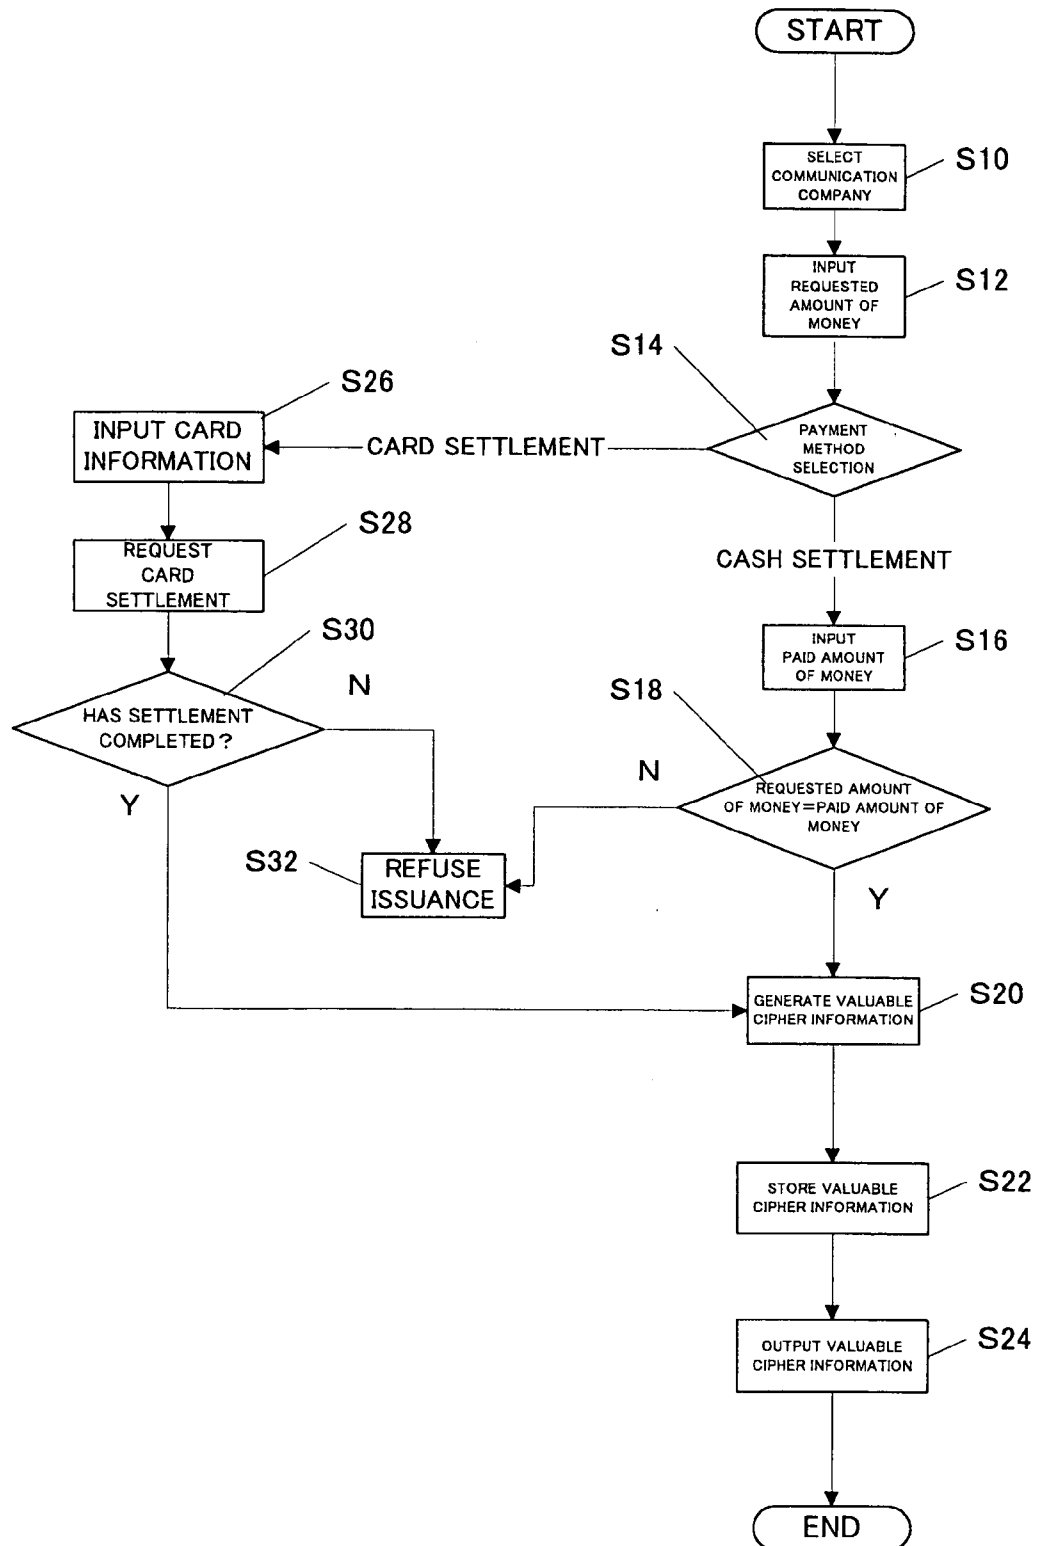 START
SELECT
COMMUNICATION
COMPANY
S10
INPUT
REQUESTED
AMOUNT OF
MONEY
S12
S14
PAYMENT
METHOD
SELECTION
CARD SETTLEMENT
S26
INPUT CARD
INFORMATION
S28
REQUEST
CARD
SETTLEMENT
CASH SETTLEMENT
S30
HAS SETTLEMENT
COMPLETED?
N
Y
INPUT
PAID AMOUNT
OF MONEY
S16
S18
REQUESTED AMOUNT
OF MONEY=PAID AMOUNT OF
MONEY
N
Y
S32
REFUSE
ISSUANCE
GENERATE VALUABLE
CIPHER INFORMATION
S20
STORE VALUABLE
CIPHER INFORMATION
S22
OUTPUT VALUABLE
CIPHER INFORMATION
S24
END